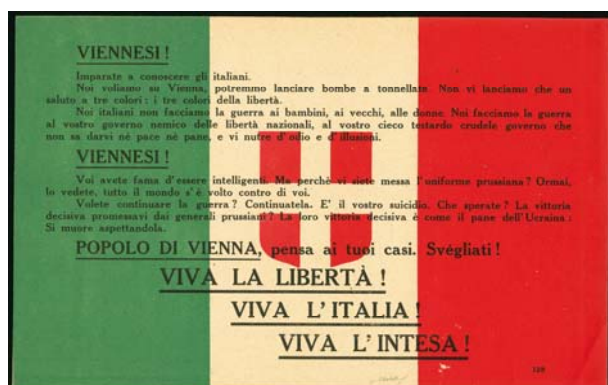 VIENNESI !
Imparate a conoscere gli italiani.
Noi voliamo su Vienna, potremmo lanciare bombe a tonnellate. Non vi lanciamo che un
saluto a tre colori : i tre colori della libertà.
Noi italiani non facciamo la guerra ai bambini, ai vecchi, alle donne. Noi facciamo la guerra
al vostro governo nemico delle libertà nazionali, al vostro cieco testardo crudele governo che
non sa darvi né pace né pane, e vi nutre d'odio e d'illusioni.
VIENNESI !
Voi avete fama d'essere intelligenti. Ma perchè vi siete messa l'uniforme prussiana ? Ormai,
lo vedete, tutto il mondo s'è volto contro di voi.
Volete continuare la guerra ? Continuatela. E' il vostro suicidio. Che sperate ? La vittoria
decisiva promessavi dai generali prussiani ? La loro vittoria decisiva è come il pane dell'Ucraina :
Si muore aspettandola.
POPOLO DI VIENNA, pensa ai tuoi casi. Svégliati !
VIVA LA LIBERTÀ !
VIVA L'ITALIA !
VIVA L'INTESA !